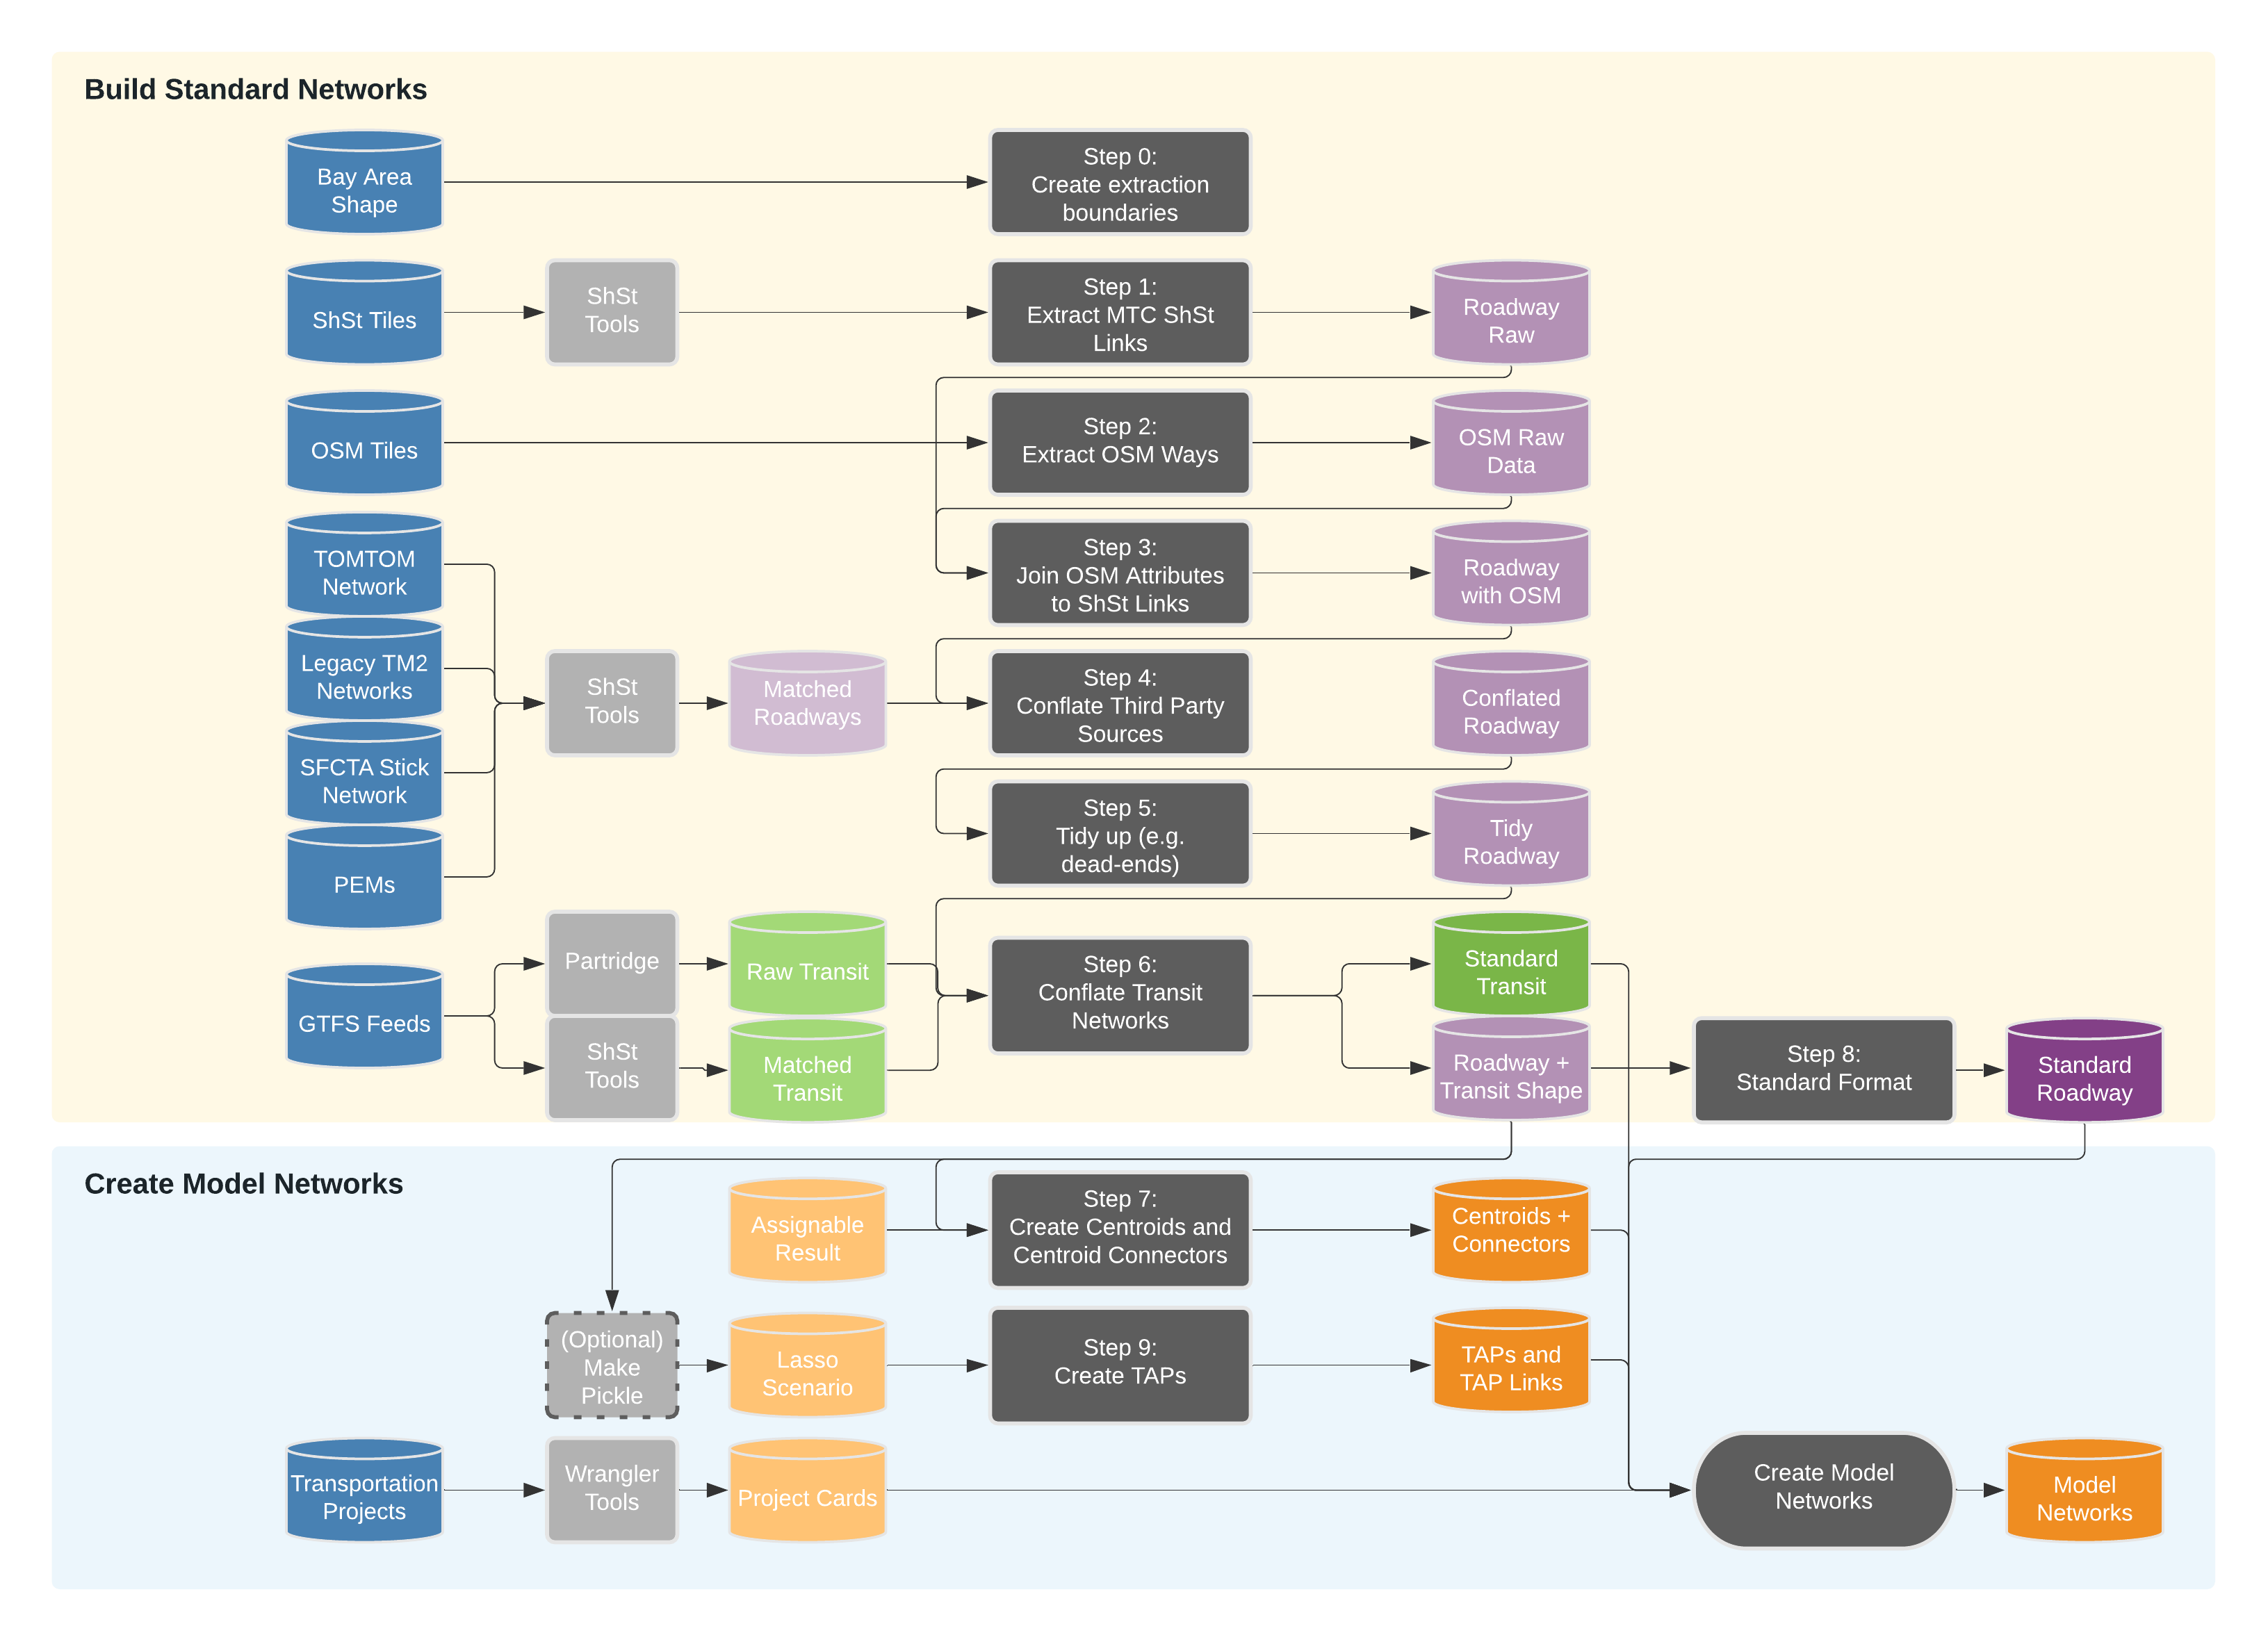 Build Standard Networks
Bay Area
Shape
Step 0:
Create extraction
boundaries
ShSt Tiles
ShSt
Tools
Step 1:
Extract MTC ShSt
Links
Roadway
Raw
OSM Tiles
Step 2:
Extract OSM Ways
OSM Raw
Data
TOMTOM
Network
Step 3:
Join OSM Attributes
to ShSt Links
Roadway
with OSM
Legacy TM2
Networks
ShSt
Tools
Matched
Roadways
Step 4:
Conflate Third Party
Sources
Conflated
Roadway
SFCTA Stick
Network
Step 5:
Tidy up (e.g.
dead-ends)
Tidy
Roadway
PEMs
GTFS Feeds
Partridge
Raw Transit
Step 6:
Conflate Transit
Networks
Standard
Transit
ShSt
Tools
Matched
Transit
Roadway +
Transit Shape
Step 8:
Standard Format
Standard
Roadway
Create Model Networks
Assignable
Result
Step 7:
Create Centroids and
Centroid Connectors
Centroids +
Connectors
(Optional)
Make
Pickle
Lasso
Scenario
Step 9:
Create TAPs
TAPs and
TAP Links
Transportation
Projects
Wrangler
Tools
Project Cards
Create Model
Networks
Model
Networks